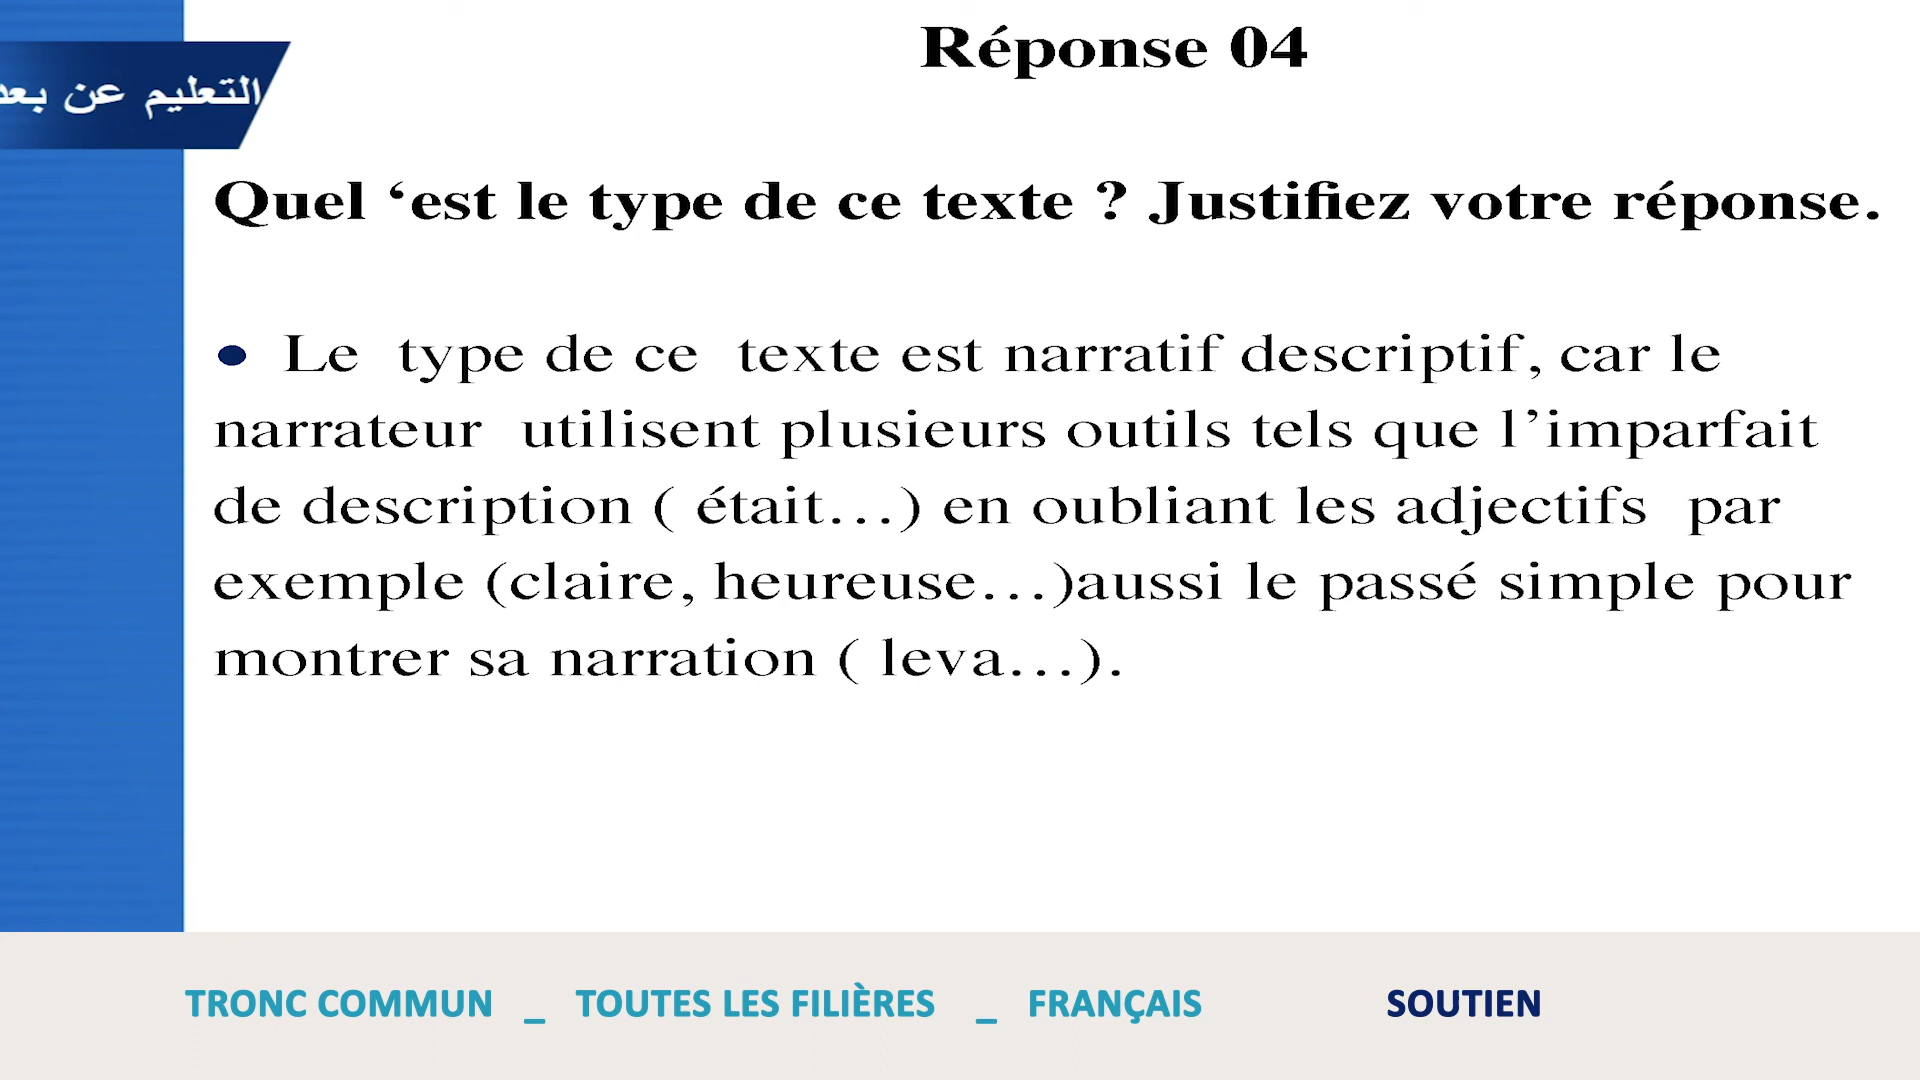 Réponse 04
التعليم عن بعد
Quel ‘est le type de ce texte ? Justifiez votre réponse.
• Le type de ce texte est narratif descriptif, car le
narrateur utilisent plusieurs outils tels que l’imparfait
de description ( était...) en oubliant les adjectifs par
exemple (claire, heureuse...)aussi le passé simple pour
montrer sa narration ( leva...).
TRONC COMMUN _ TOUTES LES FILIÈRES _ FRANÇAIS SOUTIEN